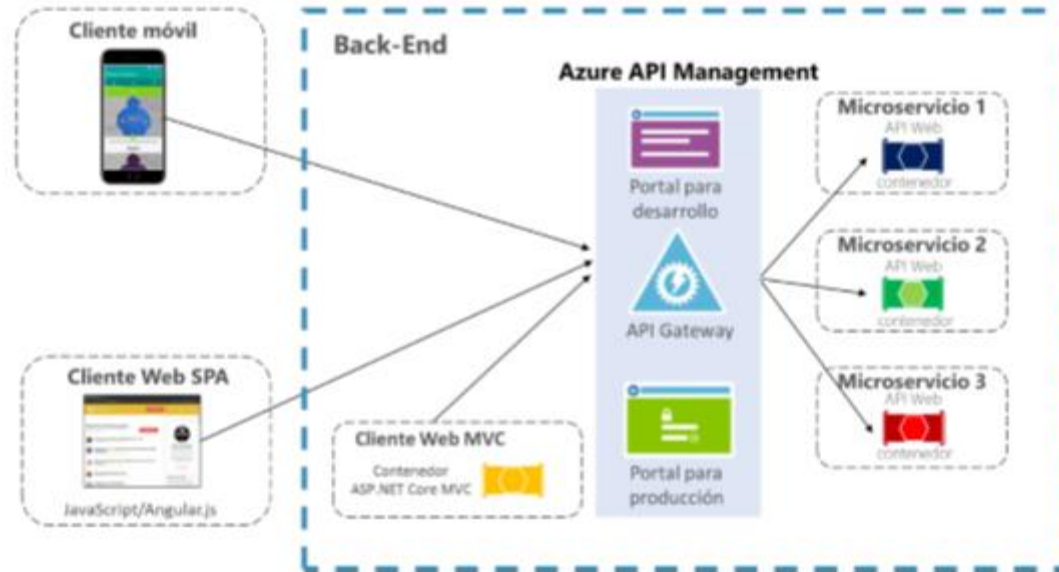 Cliente móvil
Back-End
Azure API Management
Portal para
desarrollo
API Gateway
Portal para
producción
Microservicio 1
API Web
contenedor
Microservicio 2
API Web
contenedor
Microservicio 3
API Web
contenedor
Cliente Web SPA
JavaScript/Angular.js
Cliente Web MVC
Contenedor
ASP.NET Core MVC